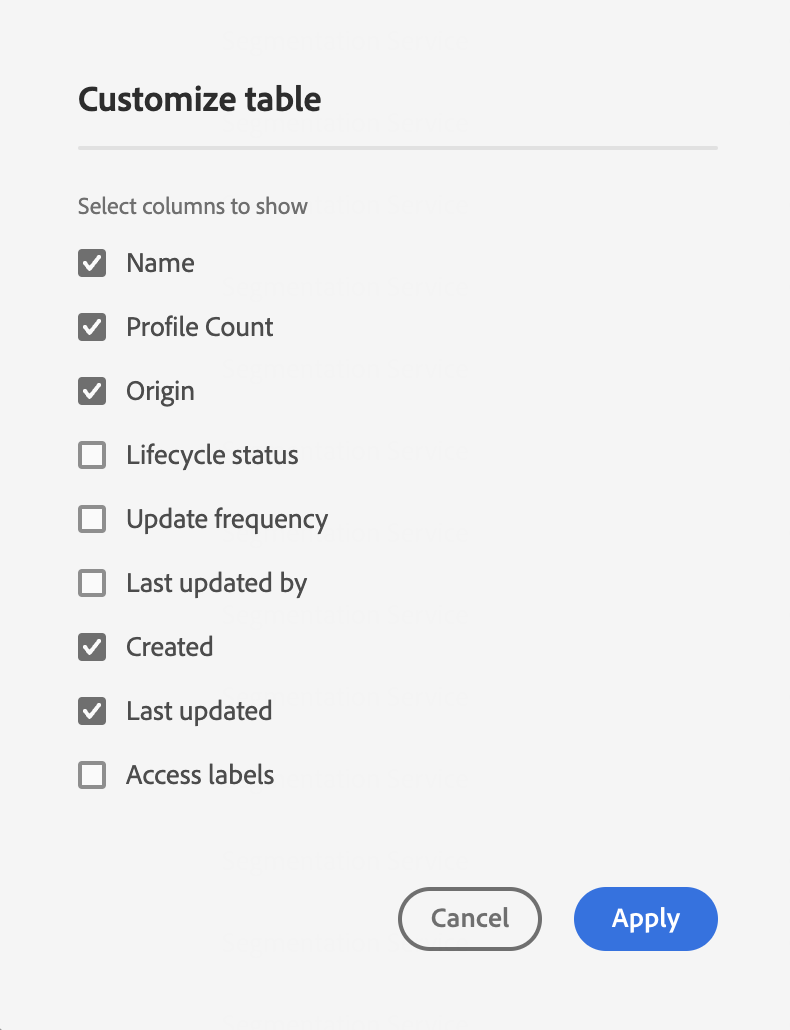 Customize table
Select columns to show
Name
Profile Count
Origin
Lifecycle status
Update frequency
Last updated by
Created
Last updated
Access labels
Cancel
Apply